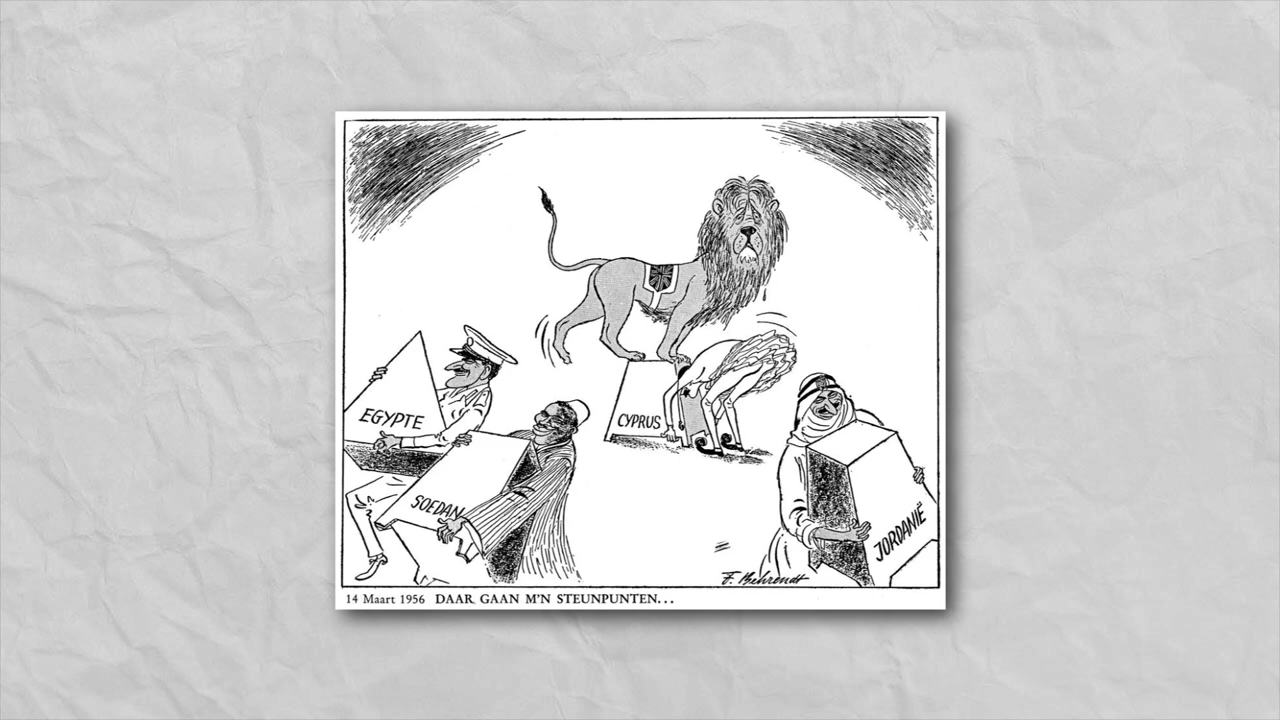 EGYPTE
SOEDAN
CYPRUS
JORDANIË
F. Behrendt
14 Maart 1956 DAAR GAAN M'N STEUNPUNTEN...